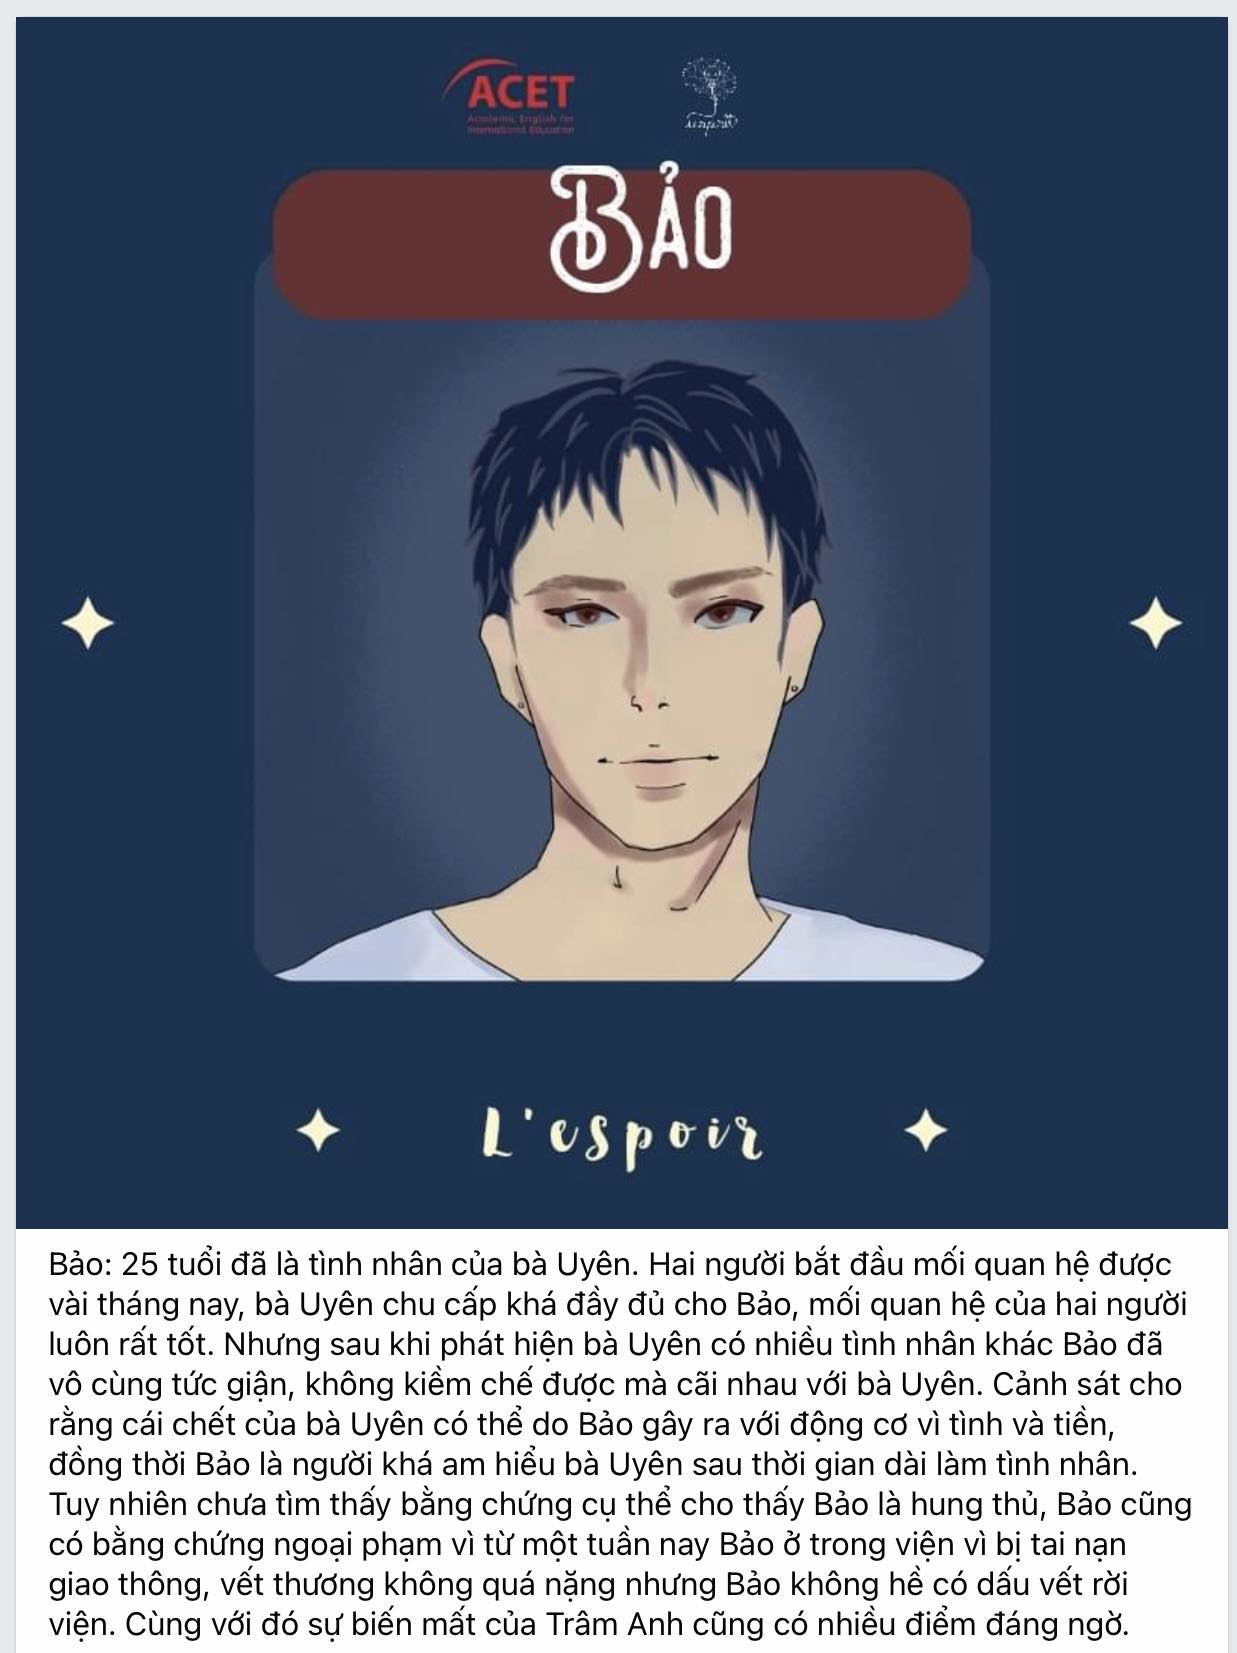 ACET
Academic English for
International Education
BẢO
L'espoir
Bảo: 25 tuổi đã là tình nhân của bà Uyên. Hai người bắt đầu mối quan hệ được
vài tháng nay, bà Uyên chu cấp khá đầy đủ cho Bảo, mối quan hệ của hai người
luôn rất tốt. Nhưng sau khi phát hiện bà Uyên có nhiều tình nhân khác Bảo đã
vô cùng tức giận, không kiềm chế được mà cãi nhau với bà Uyên. Cảnh sát cho
rằng cái chết của bà Uyên có thể do Bảo gây ra với động cơ vì tình và tiền,
đồng thời Bảo là người khá am hiểu bà Uyên sau thời gian dài làm tình nhân.
Tuy nhiên chưa tìm thấy bằng chứng cụ thể cho thấy Bảo là hung thủ, Bảo cũng
có bằng chứng ngoại phạm vì từ một tuần nay Bảo ở trong viện vì bị tai nạn
giao thông, vết thương không quá nặng nhưng Bảo không hề có dấu vết rời
viện. Cùng với đó sự biến mất của Trâm Anh cũng có nhiều điểm đáng ngờ.